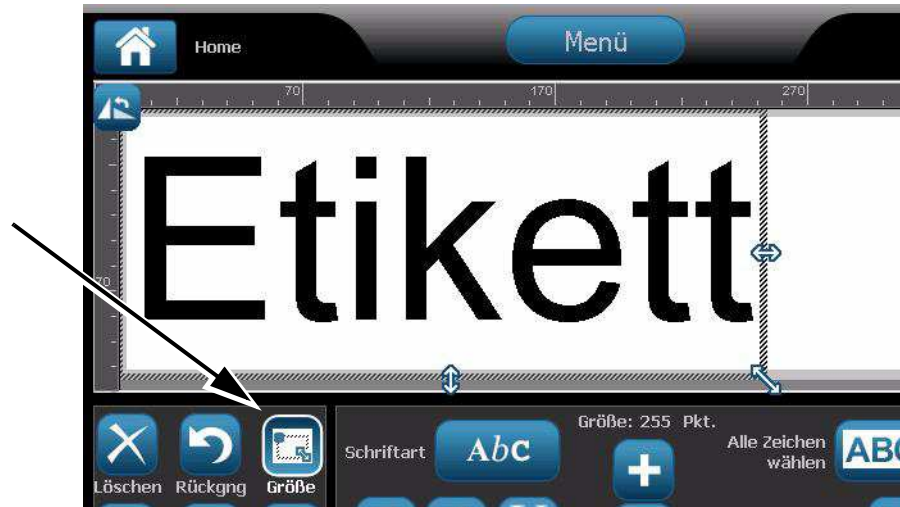 Home
Menü
70
170
270
70
Etikett
Löschen
Rückgng
Größe
Schriftart
AbC
Größe: 255 Pkt.
Alle Zeichen
wählen
ABC